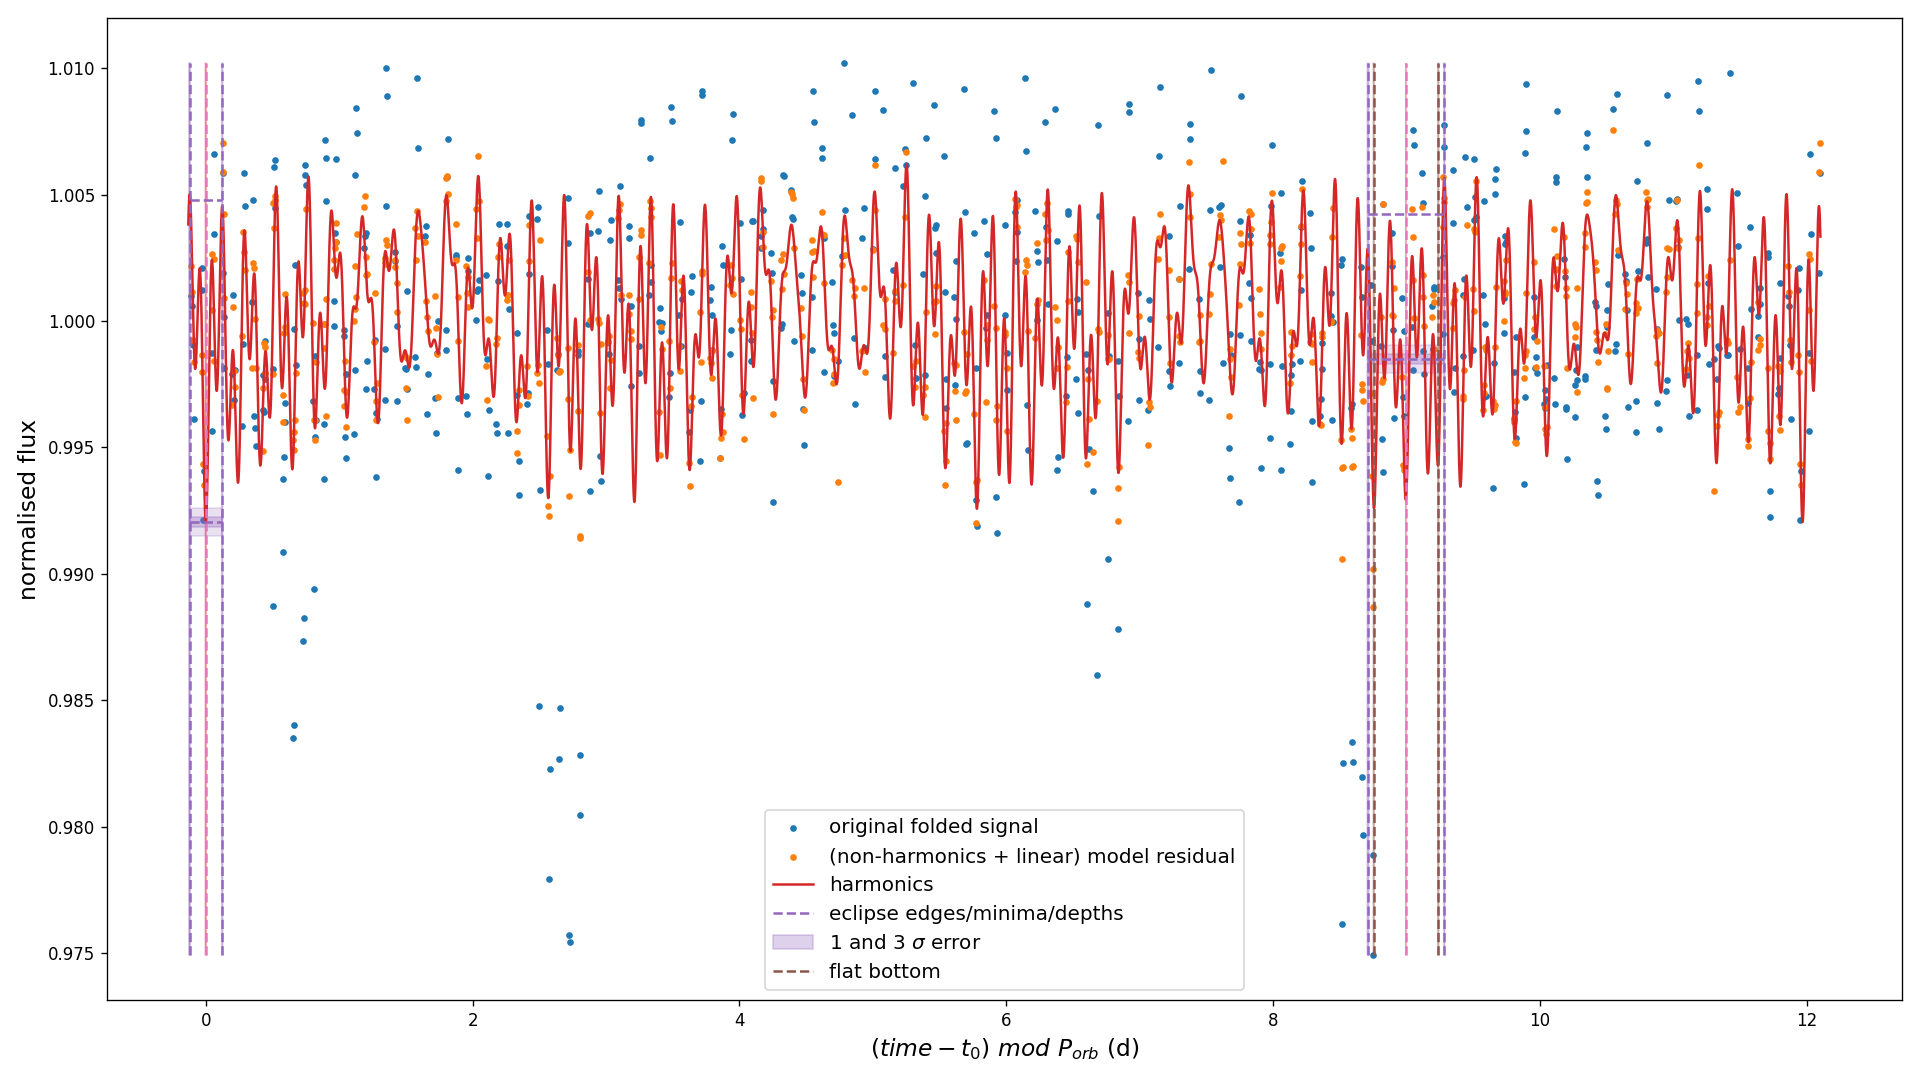 1.010
1.005
1.000
0.995
0.990
0.985
0.980
0.975
normalised flux
original folded signal
(non-harmonics + linear) model residual
harmonics
eclipse edges/minima/depths
1 and 3 σ error
flat bottom
0 2 4 6 8 10 12
(time − t₀) mod P_orb (d)